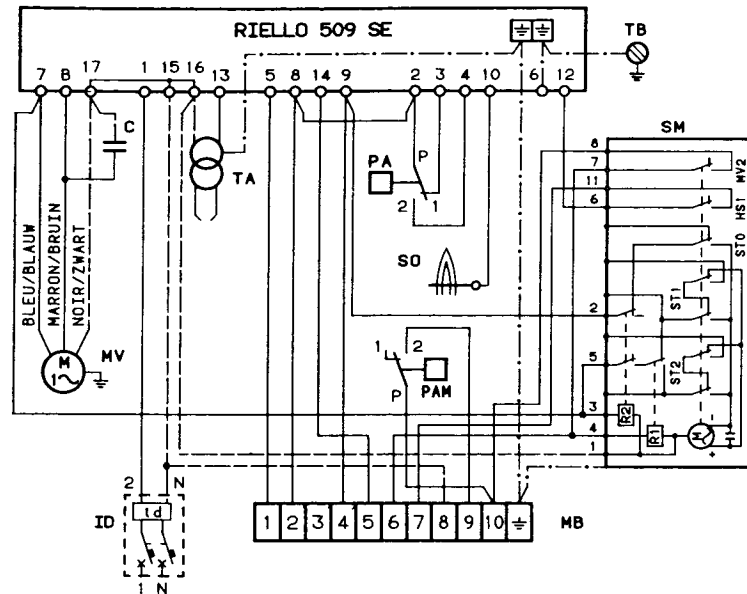 RIELLO 509 SE
TB
7 8 17 1 15 16 13 5 8 14 9 2 3 4 10 6 12
C
TA
PA
P
2 1
SO
SM
8
7
11
6
2
5
3
4
1
MV2
HS1
ST0
ST1
ST2
R2
R1
M
-
+
BLEU/BLAUW
MARRON/BRUIN
NOIR/ZWART
M
1~
MV
1 2
P
PAM
2 N
ID
Id
1 N
1 2 3 4 5 6 7 8 9 10
MB